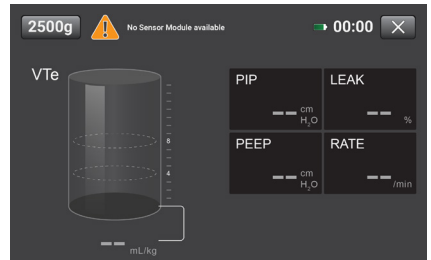 2500g
No Sensor Module available
00:00
VTe
8
4
-- mL/kg
PIP
-- cm H₂O
LEAK
-- %
PEEP
-- cm H₂O
RATE
-- /min